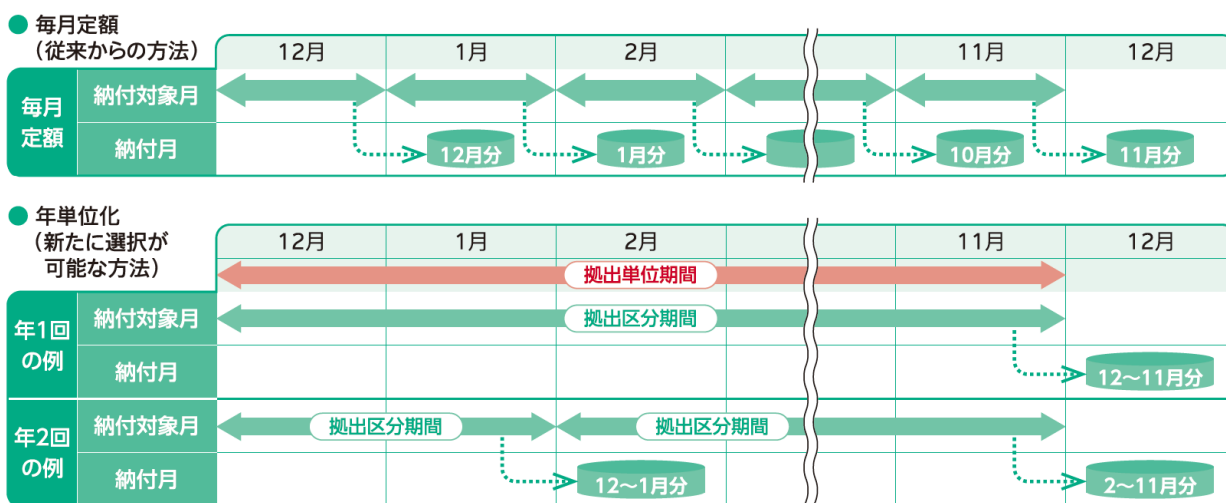 ● 毎月定額
（従来からの方法）
12月 1月 2月 11月 12月
毎月
定額
納付対象月
納付月
12月分 1月分 10月分 11月分
● 年単位化
（新たに選択が
可能な方法）
12月 1月 2月 11月 12月
拠出単位期間
年1回
の例
納付対象月
拠出区分期間
納付月
12～11月分
年2回
の例
納付対象月
拠出区分期間 拠出区分期間
納付月
12～1月分 2～11月分